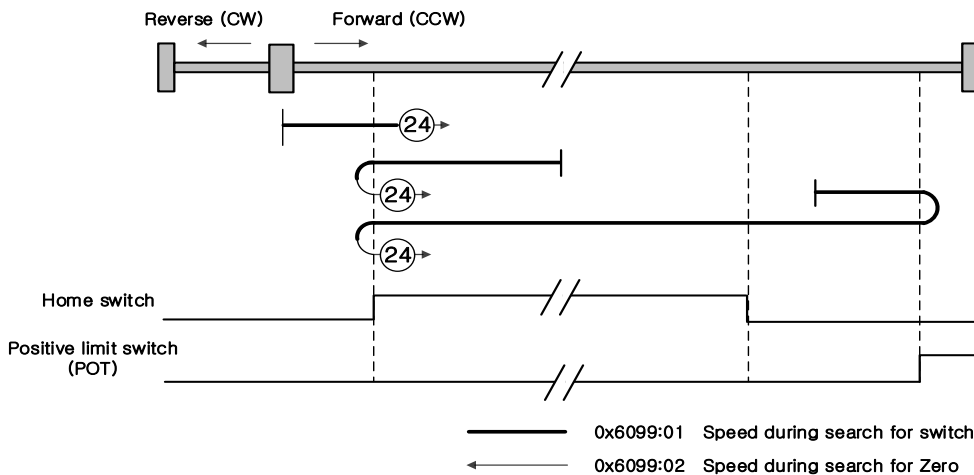 Reverse (CW)
Forward (CCW)
24
24
24
Home switch
Positive limit switch
(POT)
0x6099:01 Speed during search for switch
0x6099:02 Speed during search for Zero